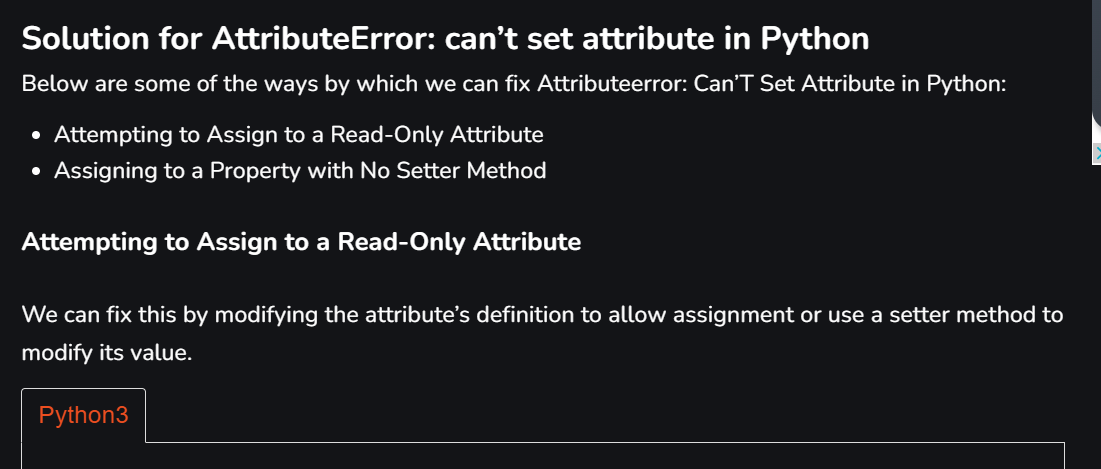 Solution for AttributeError: can’t set attribute in Python
Below are some of the ways by which we can fix Attributeerror: Can’T Set Attribute in Python:
• Attempting to Assign to a Read-Only Attribute
• Assigning to a Property with No Setter Method
Attempting to Assign to a Read-Only Attribute
We can fix this by modifying the attribute’s definition to allow assignment or use a setter method to
modify its value.
Python3